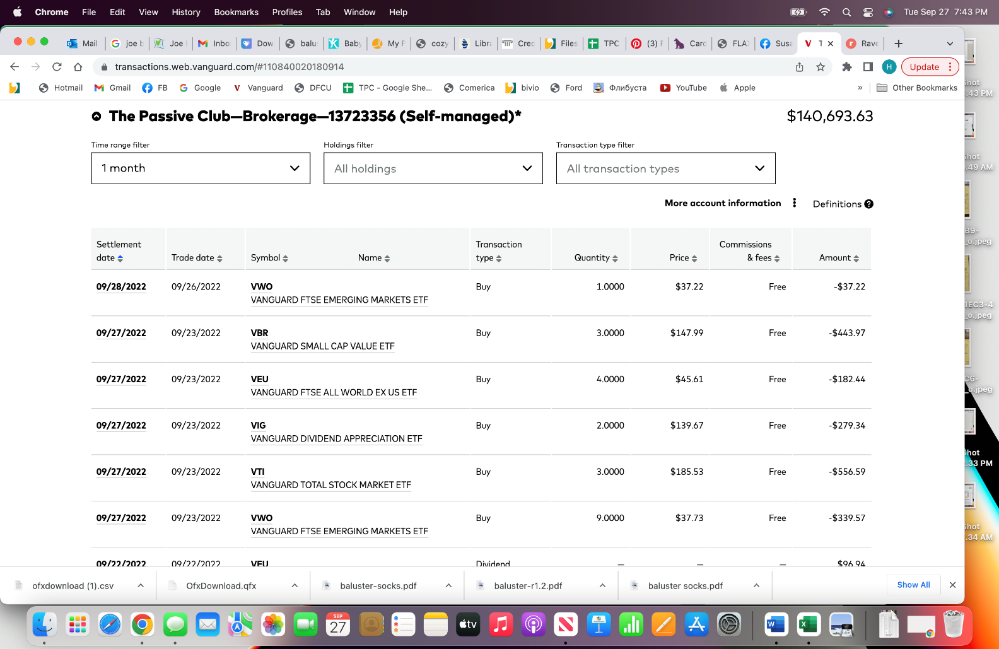 Chrome File Edit View History Bookmarks Profiles Tab Window Help Tue Sep 27 7:43 PM
Mail joe b Joe Inbo Dow balu Baby My P cozy Libra Cred Files TPC (3) Card FLA Susa T Rave
transactions.web.vanguard.com/#110840020180914 H Update
Hotmail Gmail FB Google Vanguard DFCU TPC - Google She... Comerica bivio Ford Флибуста YouTube Apple » Other Bookmarks
The Passive Club—Brokerage—13723356 (Self-managed)* $140,693.63
Time range filter Holdings filter Transaction type filter
1 month All holdings All transaction types
More account information Definitions
Settlement date Trade date Symbol Name Transaction type Quantity Price Commissions & fees Amount
09/28/2022 09/26/2022 VWO Buy 1.0000 $37.22 Free -$37.22
VANGUARD FTSE EMERGING MARKETS ETF
09/27/2022 09/23/2022 VBR Buy 3.0000 $147.99 Free -$443.97
VANGUARD SMALL CAP VALUE ETF
09/27/2022 09/23/2022 VEU Buy 4.0000 $45.61 Free -$182.44
VANGUARD FTSE ALL WORLD EX US ETF
09/27/2022 09/23/2022 VIG Buy 2.0000 $139.67 Free -$279.34
VANGUARD DIVIDEND APPRECIATION ETF
09/27/2022 09/23/2022 VTI Buy 3.0000 $185.53 Free -$556.59
VANGUARD TOTAL STOCK MARKET ETF
09/27/2022 09/23/2022 VWO Buy 9.0000 $37.73 Free -$339.57
VANGUARD FTSE EMERGING MARKETS ETF
09/22/2022 09/22/2022 VEU Dividend — — — $96.94
ofxdownload (1).csv OfxDownload.qfx baluster-socks.pdf baluster-r1.2.pdf baluster socks.pdf Show All
SEP
27
tv
W
X
hot
.43 PM
hot
.49 AM
B9-
_o.jpeg
1EC3-4
_o.jpeg
C6-
_o.jpeg
hot
.33 PM
hot
.34 AM